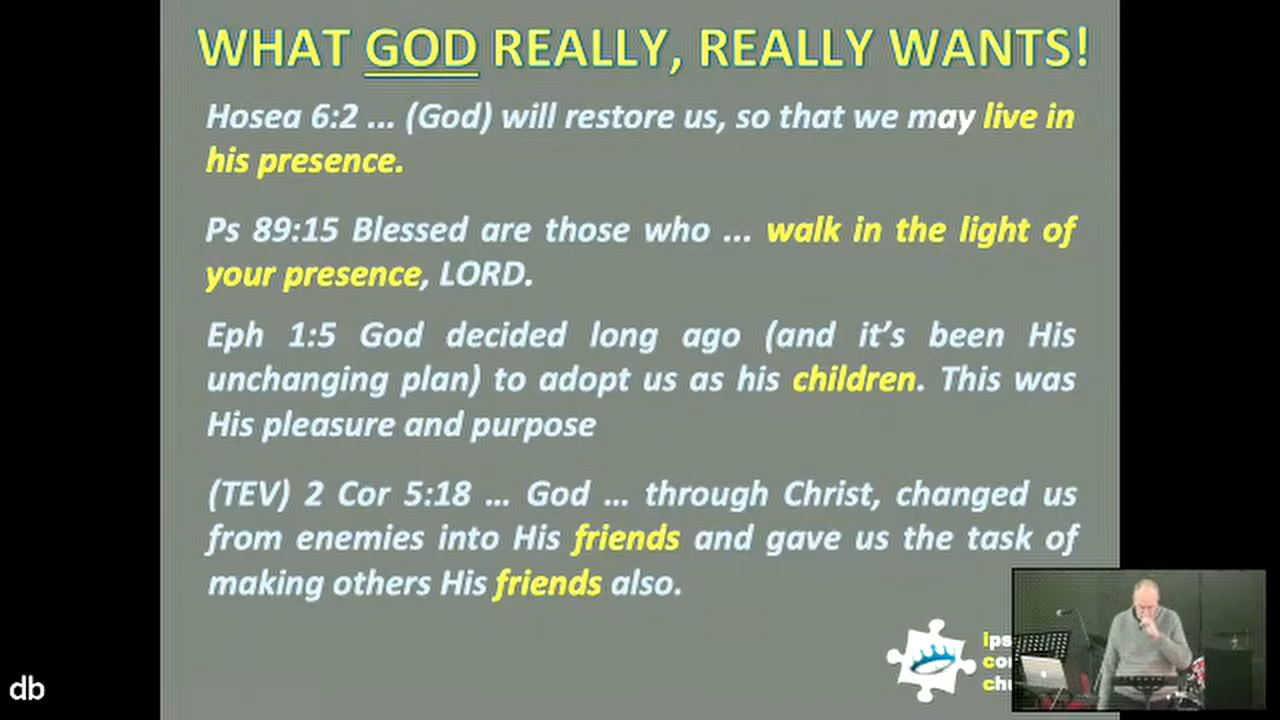 WHAT GOD REALLY, REALLY WANTS!
Hosea 6:2 ... (God) will restore us, so that we may live in
his presence.
Ps 89:15 Blessed are those who ... walk in the light of
your presence, LORD.
Eph 1:5 God decided long ago (and it’s been His
unchanging plan) to adopt us as his children. This was
His pleasure and purpose
(TEV) 2 Cor 5:18 ... God ... through Christ, changed us
from enemies into His friends and gave us the task of
making others His friends also.
db